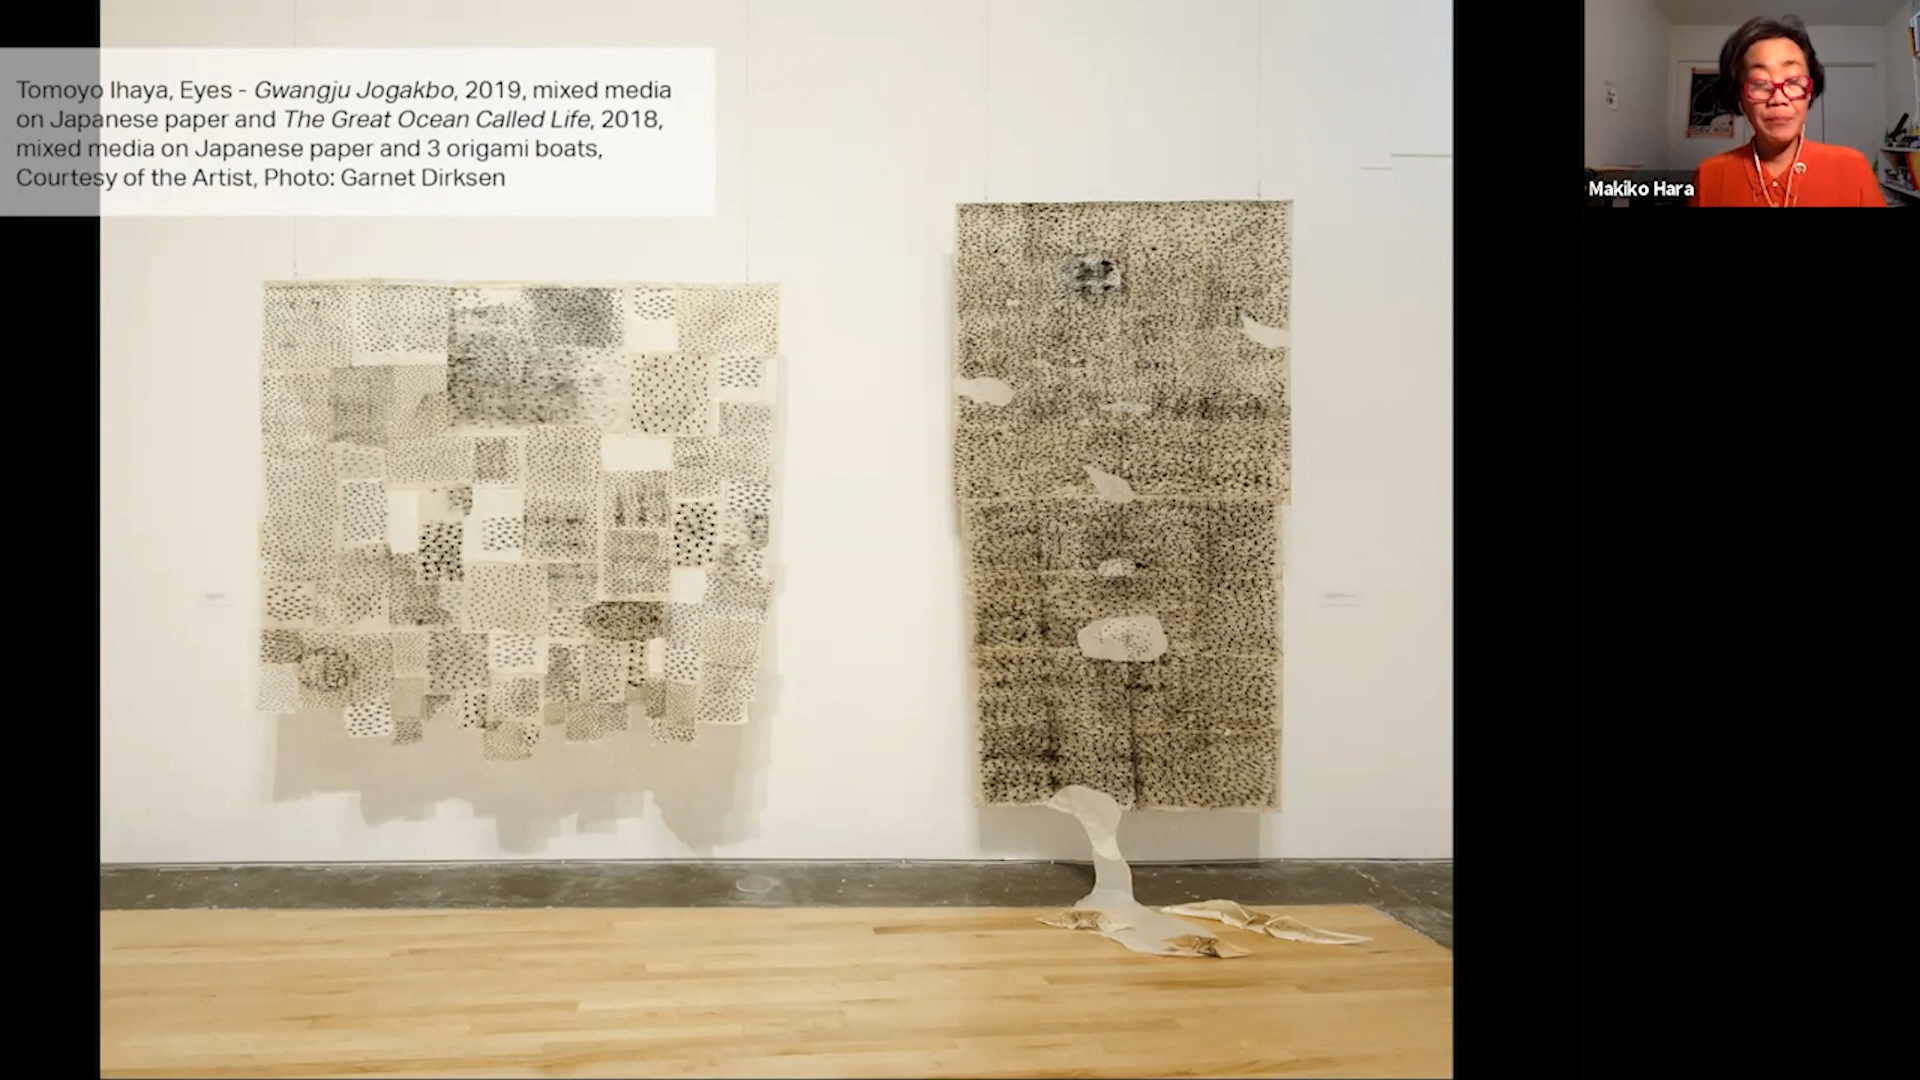 Tomoyo Ihaya, Eyes - Gwangju Jogakbo, 2019, mixed media
on Japanese paper and The Great Ocean Called Life, 2018,
mixed media on Japanese paper and 3 origami boats,
Courtesy of the Artist, Photo: Garnet Dirksen
Makiko Hara